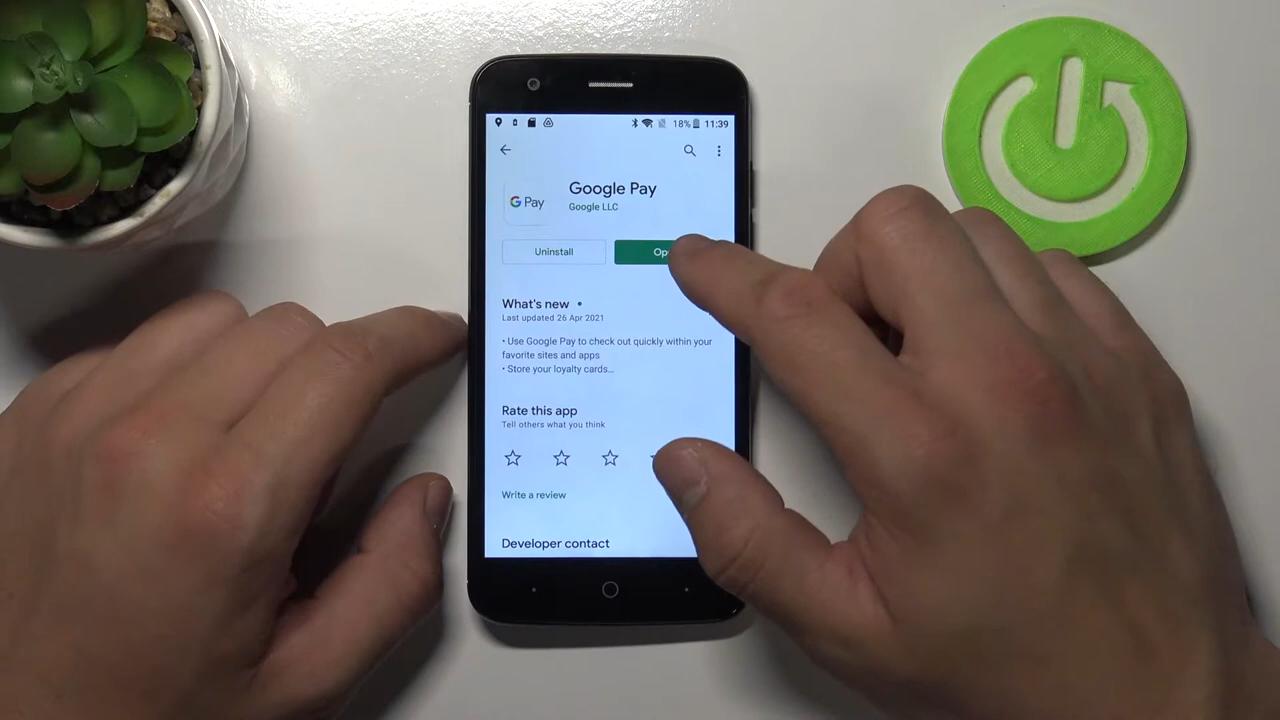 18% 11:39
Google Pay
Google LLC
G Pay
Uninstall
What's new •
Last updated 26 Apr 2021
• Use Google Pay to check out quickly within your
favorite sites and apps
• Store your loyalty cards...
Rate this app
Tell others what you think
Write a review
Developer contact